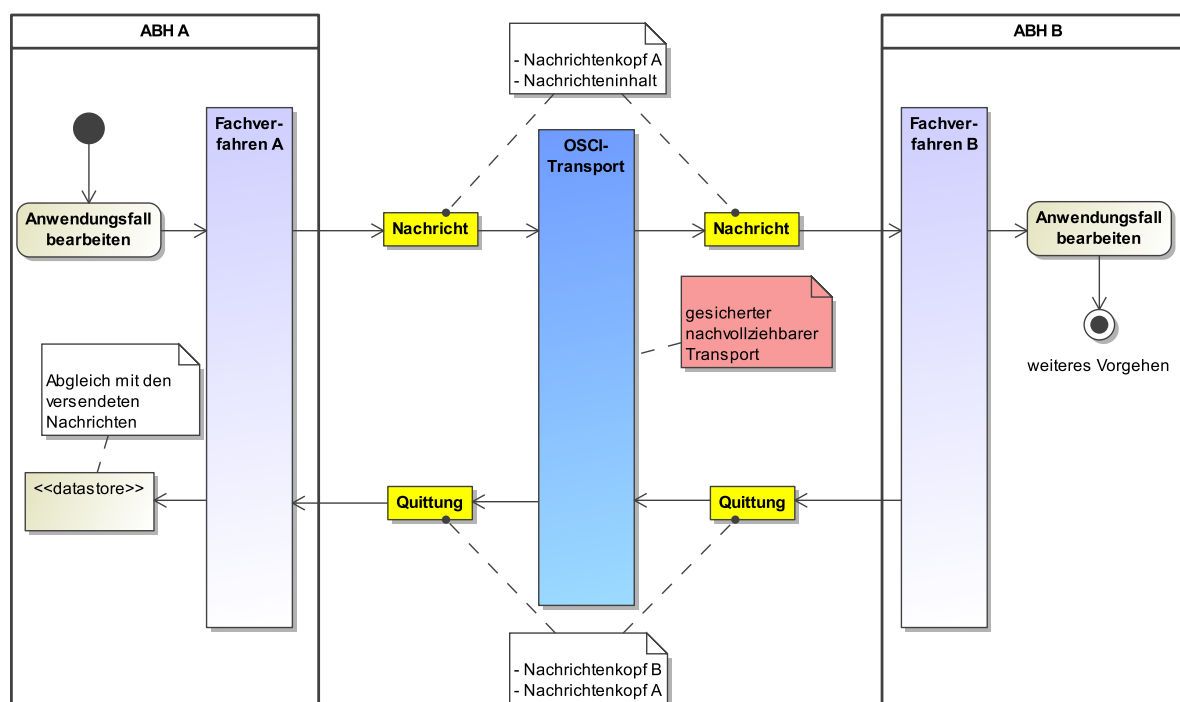 ABH A
ABH B
- Nachrichtenkopf A
- Nachrichteninhalt
Fachver-
fahren A
OSCI-
Transport
Fachver-
fahren B
Anwendungsfall
bearbeiten
Nachricht
Nachricht
Anwendungsfall
bearbeiten
gesicherter
nachvollziehbarer
Transport
weiteres Vorgehen
Abgleich mit den
versendeten
Nachrichten
<<datastore>>
Quittung
Quittung
- Nachrichtenkopf B
- Nachrichtenkopf A